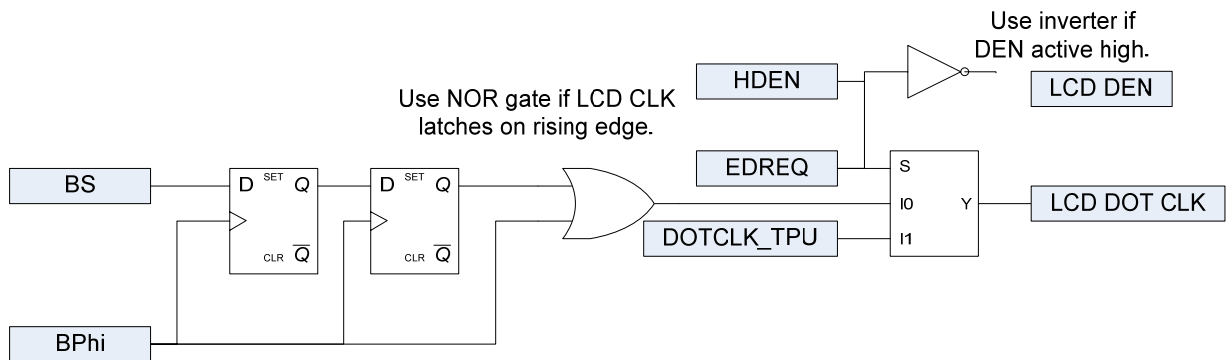 Use inverter if
DEN active high.
HDEN
LCD DEN
Use NOR gate if LCD CLK
latches on rising edge.
EDREQ
S
BS
D SET Q
D SET Q
I0
Y
LCD DOT CLK
DOTCLK_TPU
I1
CLR Q
CLR Q
BPhi